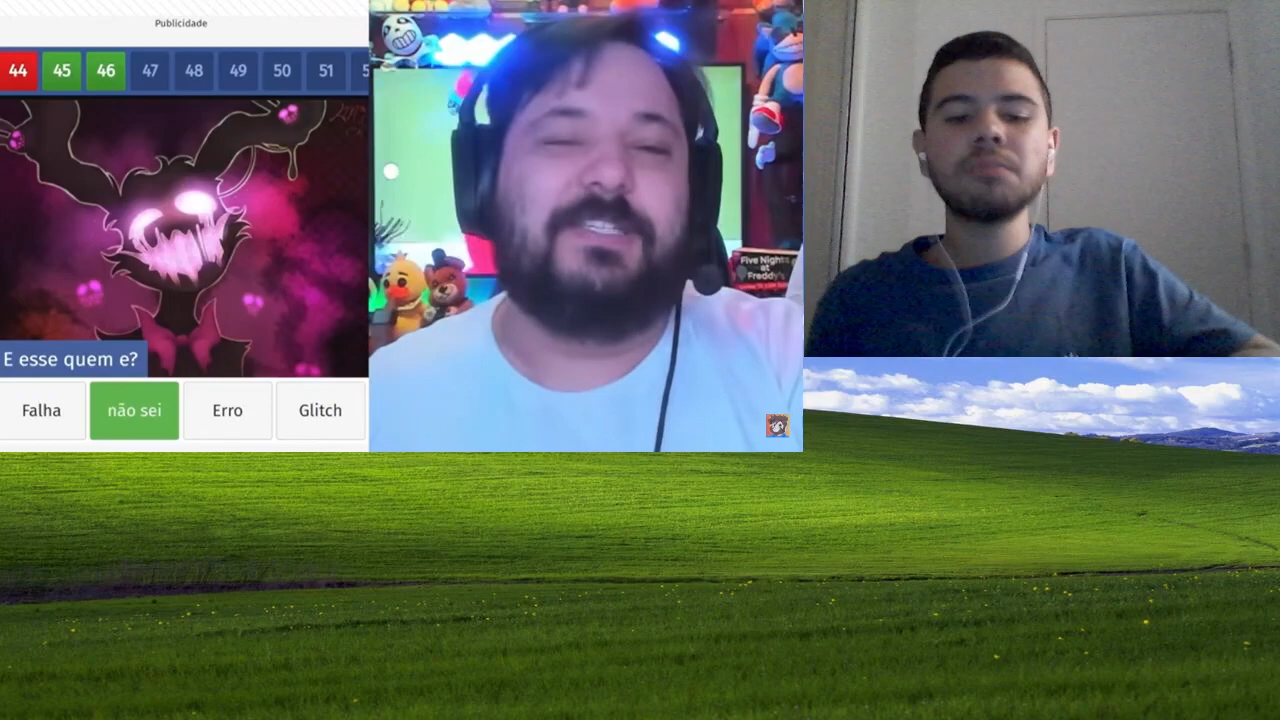 Publicidade
44 45 46 47 48 49 50 51
E esse quem e?
Falha não sei Erro Glitch
Five Nights
at
Freddy's